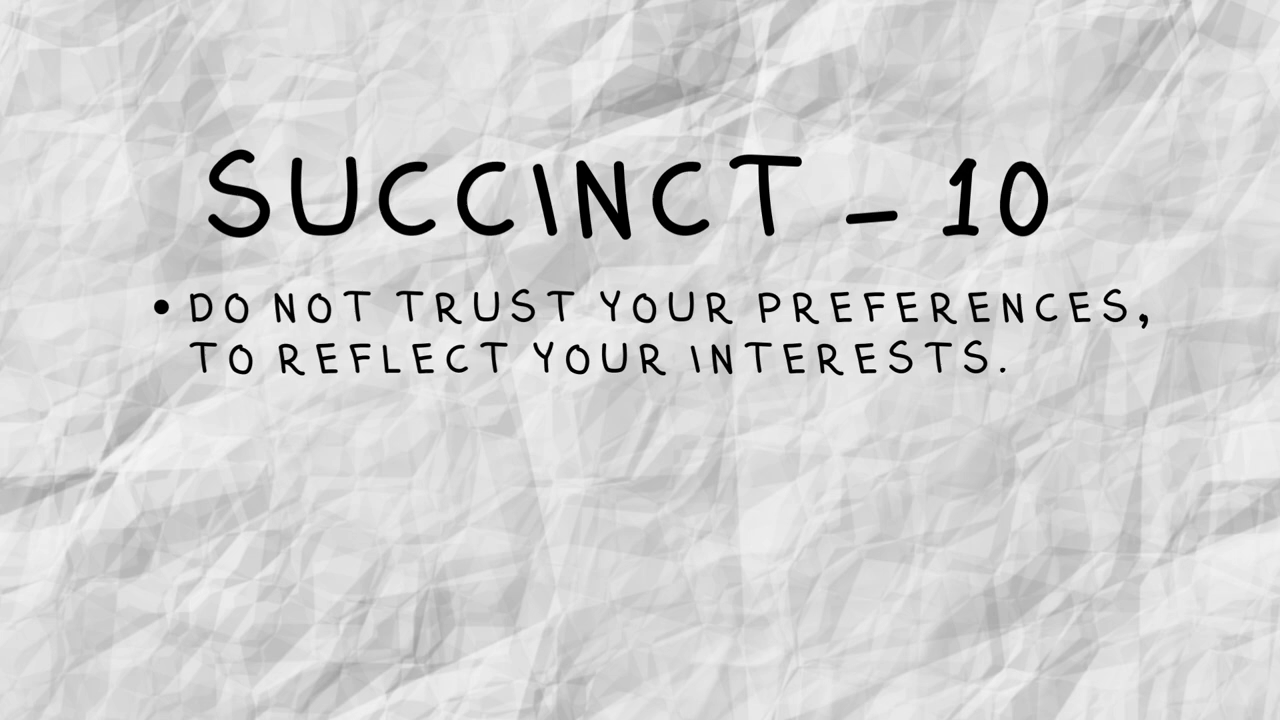 SUCCINCT - 10
• DO NOT TRUST YOUR PREFERENCES,
TO REFLECT YOUR INTERESTS.